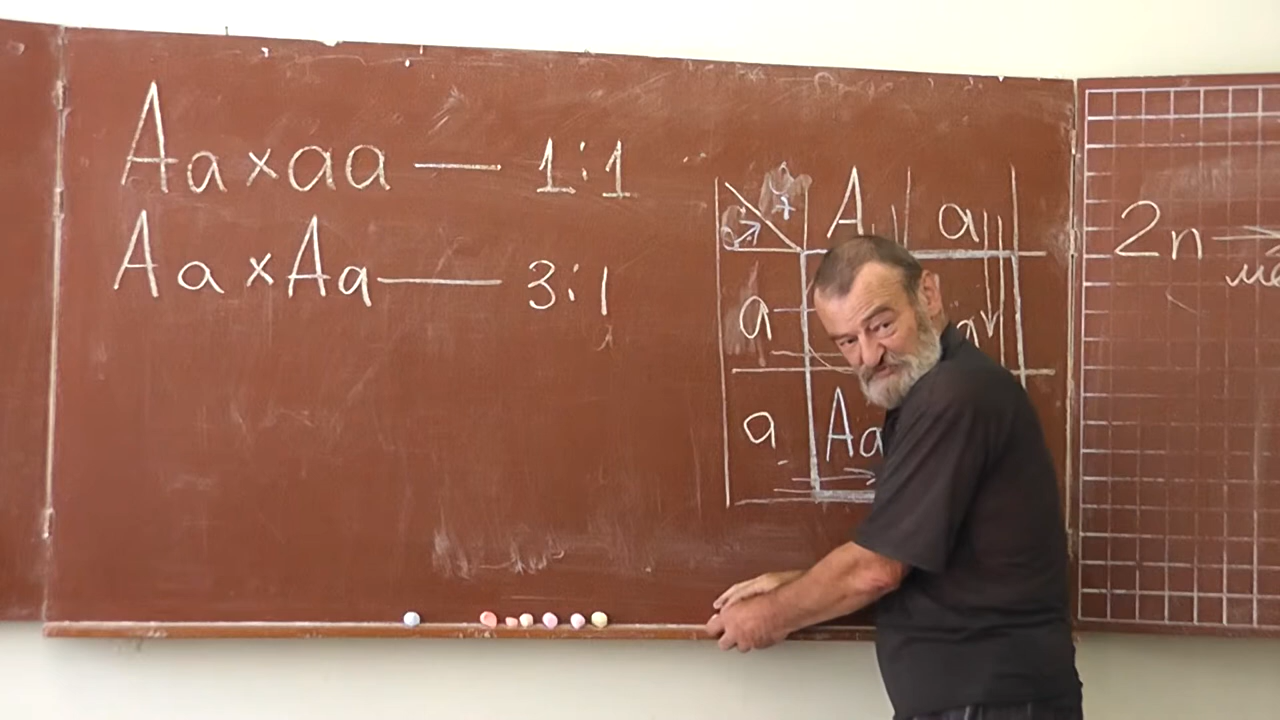 Aa×aa — 1:1
Aa×Aa — 3:1
♀ A a
♂
a
a Aa
2n